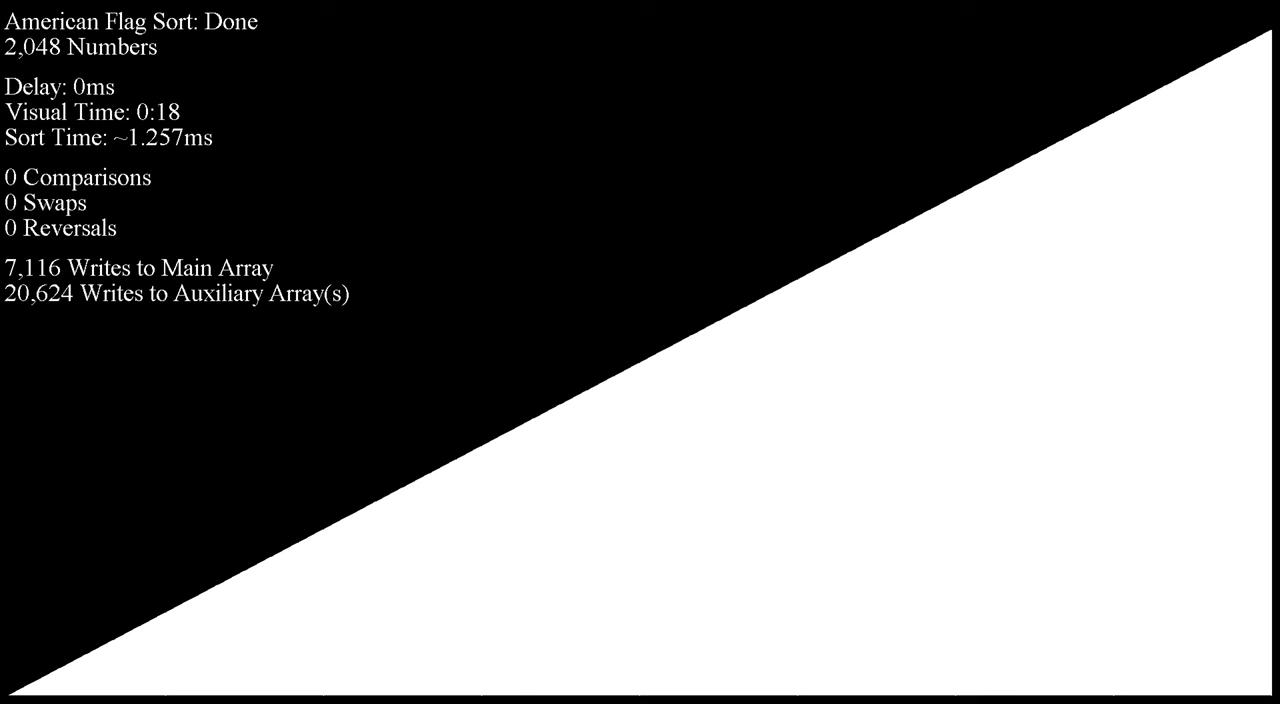 American Flag Sort: Done
2,048 Numbers
Delay: 0ms
Visual Time: 0:18
Sort Time: ~1.257ms
0 Comparisons
0 Swaps
0 Reversals
7,116 Writes to Main Array
20,624 Writes to Auxiliary Array(s)